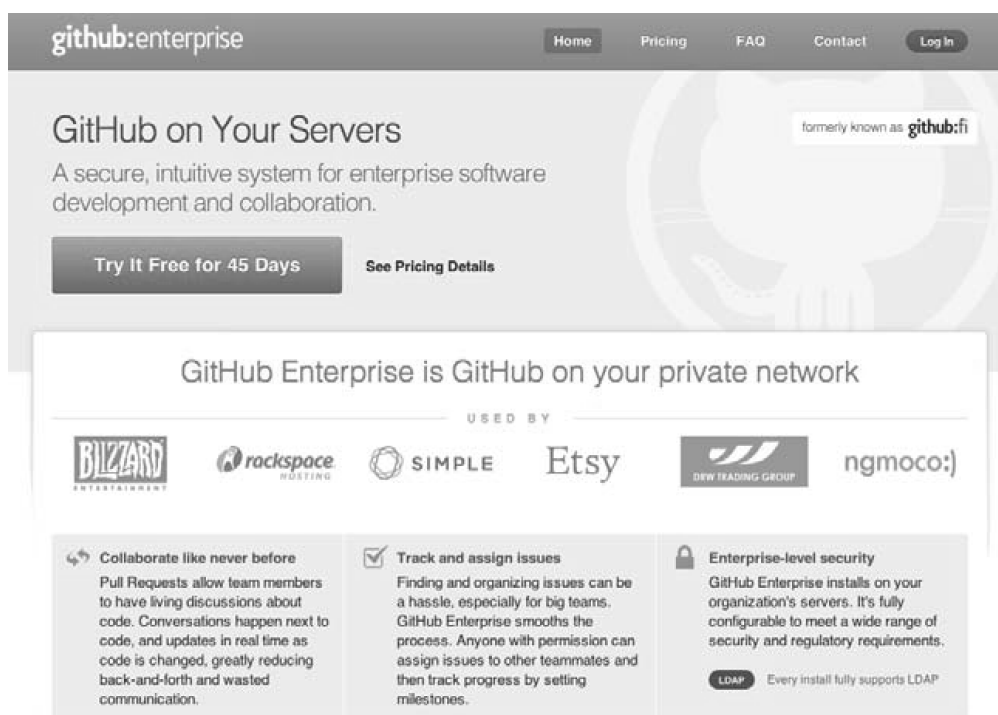 github:enterprise
Home Pricing FAQ Contact Log In
GitHub on Your Servers
formerly known as github:fi
A secure, intuitive system for enterprise software
development and collaboration.
Try It Free for 45 Days
See Pricing Details
GitHub Enterprise is GitHub on your private network
USED BY
BLIZZARD
ENTERTAINMENT
rackspace
HOSTING
SIMPLE
Etsy
DRW TRADING GROUP
ngmoco:)
Collaborate like never before
Pull Requests allow team members
to have living discussions about
code. Conversations happen next to
code, and updates in real time as
code is changed, greatly reducing
back-and-forth and wasted
communication.
Track and assign issues
Finding and organizing issues can be
a hassle, especially for big teams.
GitHub Enterprise smooths the
process. Anyone with permission can
assign issues to other teammates and
then track progress by setting
milestones.
Enterprise-level security
GitHub Enterprise installs on your
organization's servers. It's fully
configurable to meet a wide range of
security and regulatory requirements.
LDAP Every install fully supports LDAP